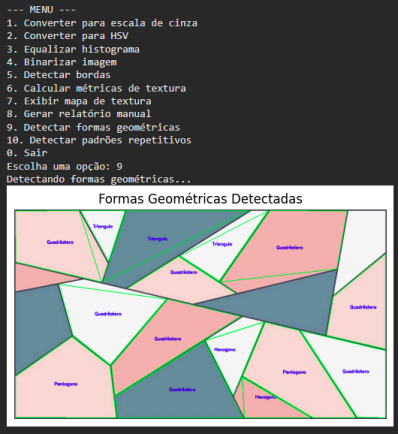 --- MENU ---
1. Converter para escala de cinza
2. Converter para HSV
3. Equalizar histograma
4. Binarizar imagem
5. Detectar bordas
6. Calcular métricas de textura
7. Exibir mapa de textura
8. Gerar relatório manual
9. Detectar formas geométricas
10. Detectar padrões repetitivos
0. Sair
Escolha uma opção: 9
Detectando formas geométricas...
Formas Geométricas Detectadas
Triangulo
Quadrilatero
Triangulo
Triangulo
Quadrilatero
Quadrilatero
Quadrilatero
Quadrilatero
Quadrilatero
Hexagono
Quadrilatero
Pentagono
Pentagono
Quadrilatero
Quadrilatero
Hexagono